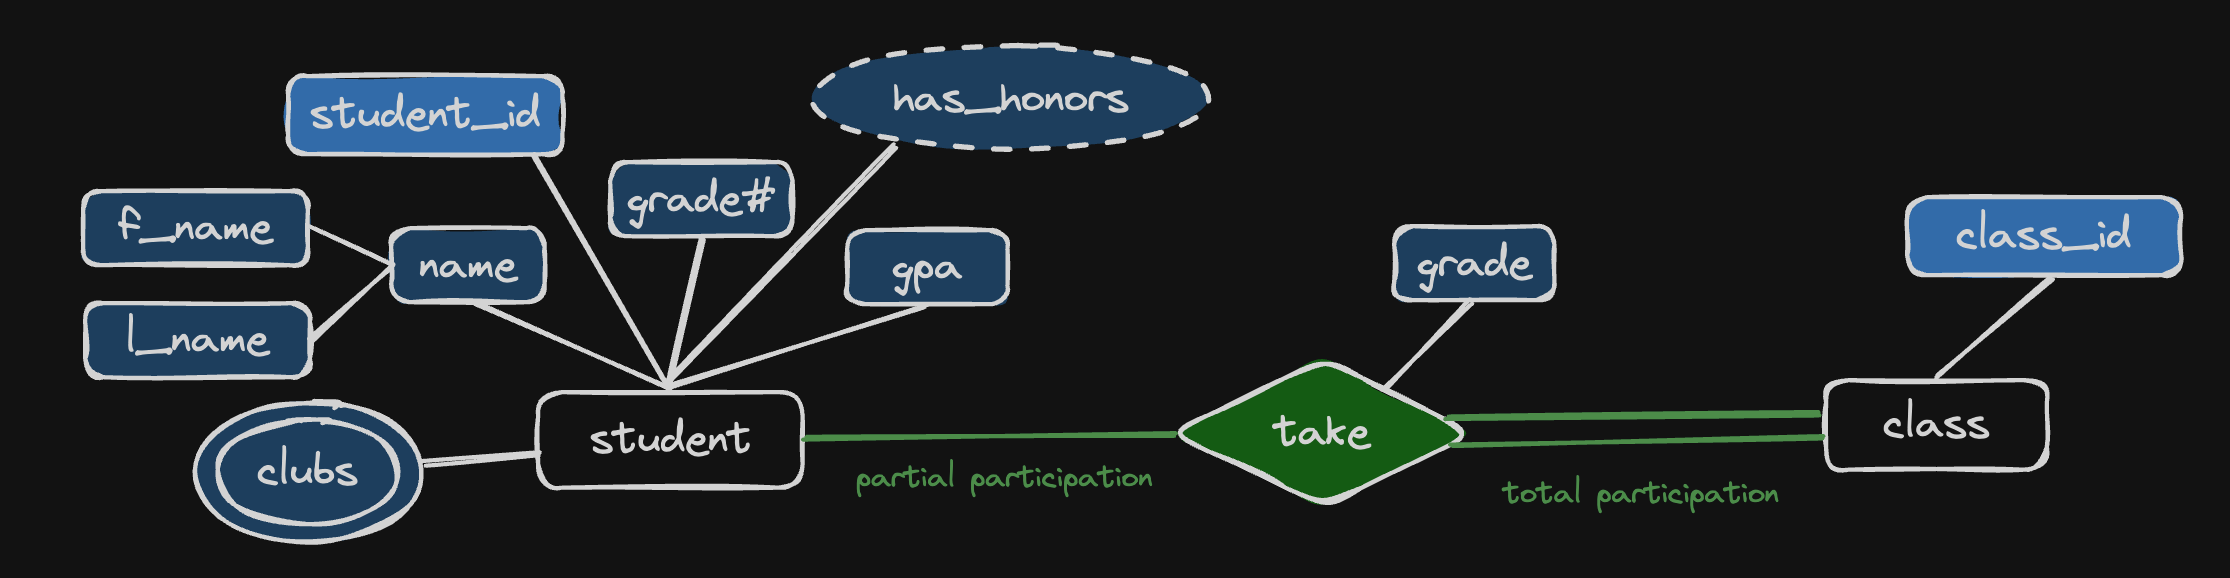 student_id
has_honors
f_name
name
grade#
gpa
grade
class_id
l_name
clubs
student
take
class
partial participation
total participation